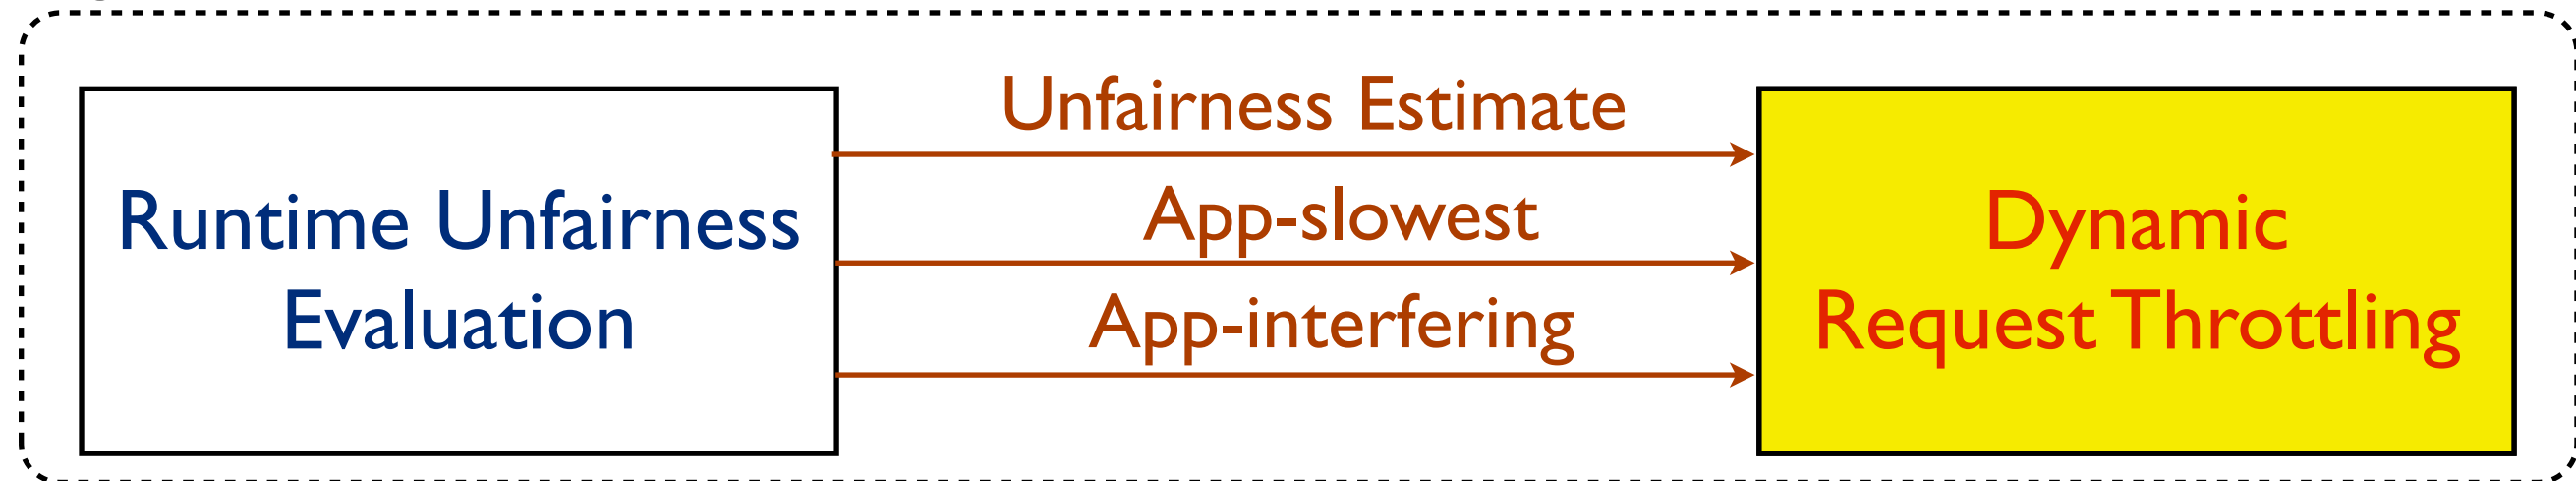 Runtime Unfairness
Evaluation
Unfairness Estimate
App-slowest
App-interfering
Dynamic
Request Throttling